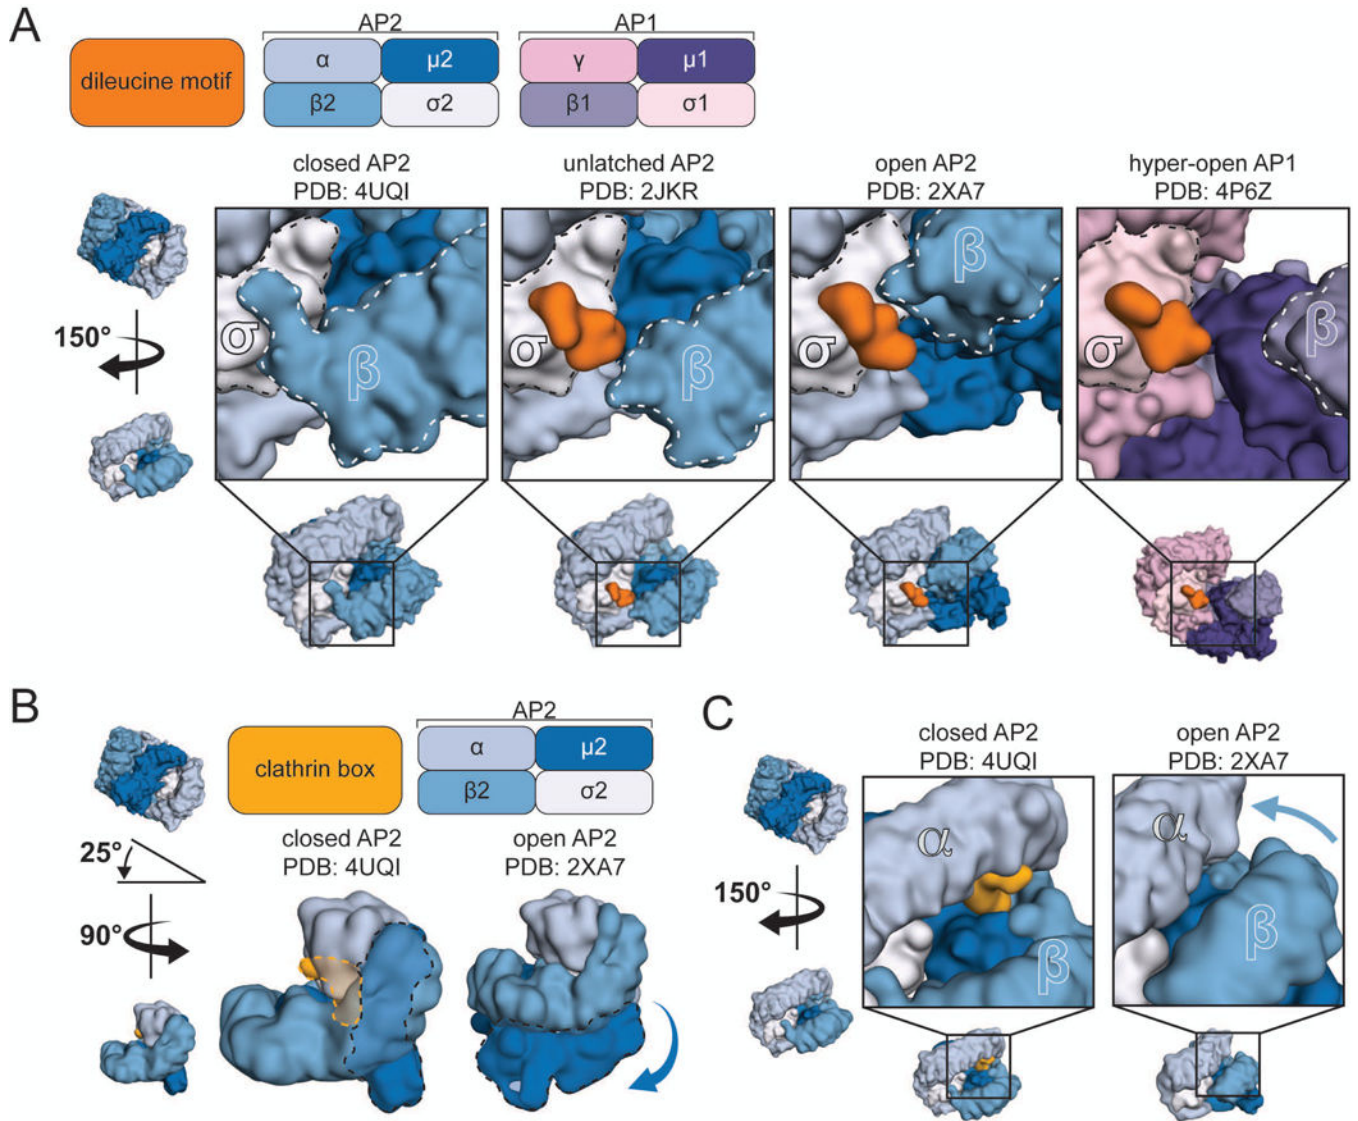 A
AP2
AP1
dileucine motif
α
μ2
γ
μ1
β2
σ2
β1
σ1
closed AP2
PDB: 4UQI
unlatched AP2
PDB: 2JKR
open AP2
PDB: 2XA7
hyper-open AP1
PDB: 4P6Z
150°
σ
β
σ
β
σ
β
σ
β
B
AP2
clathrin box
α
μ2
β2
σ2
closed AP2
PDB: 4UQI
open AP2
PDB: 2XA7
25°
90°
C
closed AP2
PDB: 4UQI
open AP2
PDB: 2XA7
150°
α
β
α
β